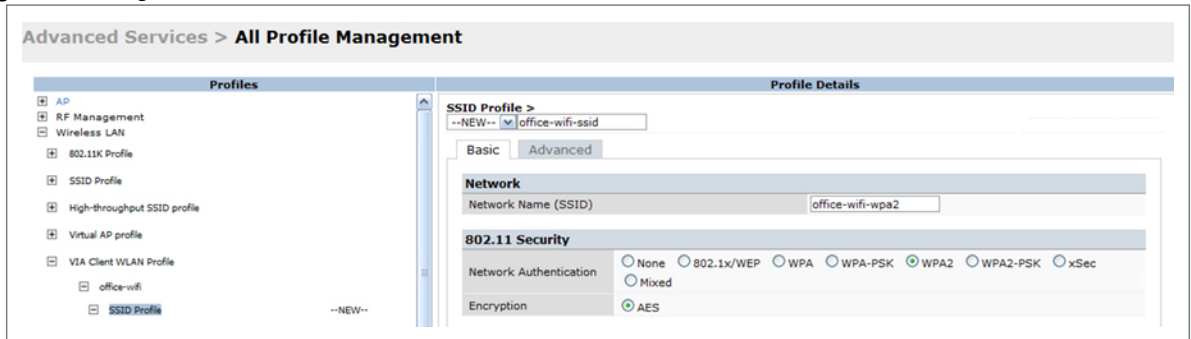 Advanced Services > All Profile Management
Profiles
AP
RF Management
Wireless LAN
802.11K Profile
SSID Profile
High-throughput SSID profile
Virtual AP profile
VIA Client WLAN Profile
office-wifi
SSID Profile --NEW--
Profile Details
SSID Profile >
--NEW-- office-wifi-ssid
Basic Advanced
Network
Network Name (SSID) office-wifi-wpa2
802.11 Security
Network Authentication None 802.1x/WEP WPA WPA-PSK WPA2 WPA2-PSK xSec
Mixed
Encryption AES